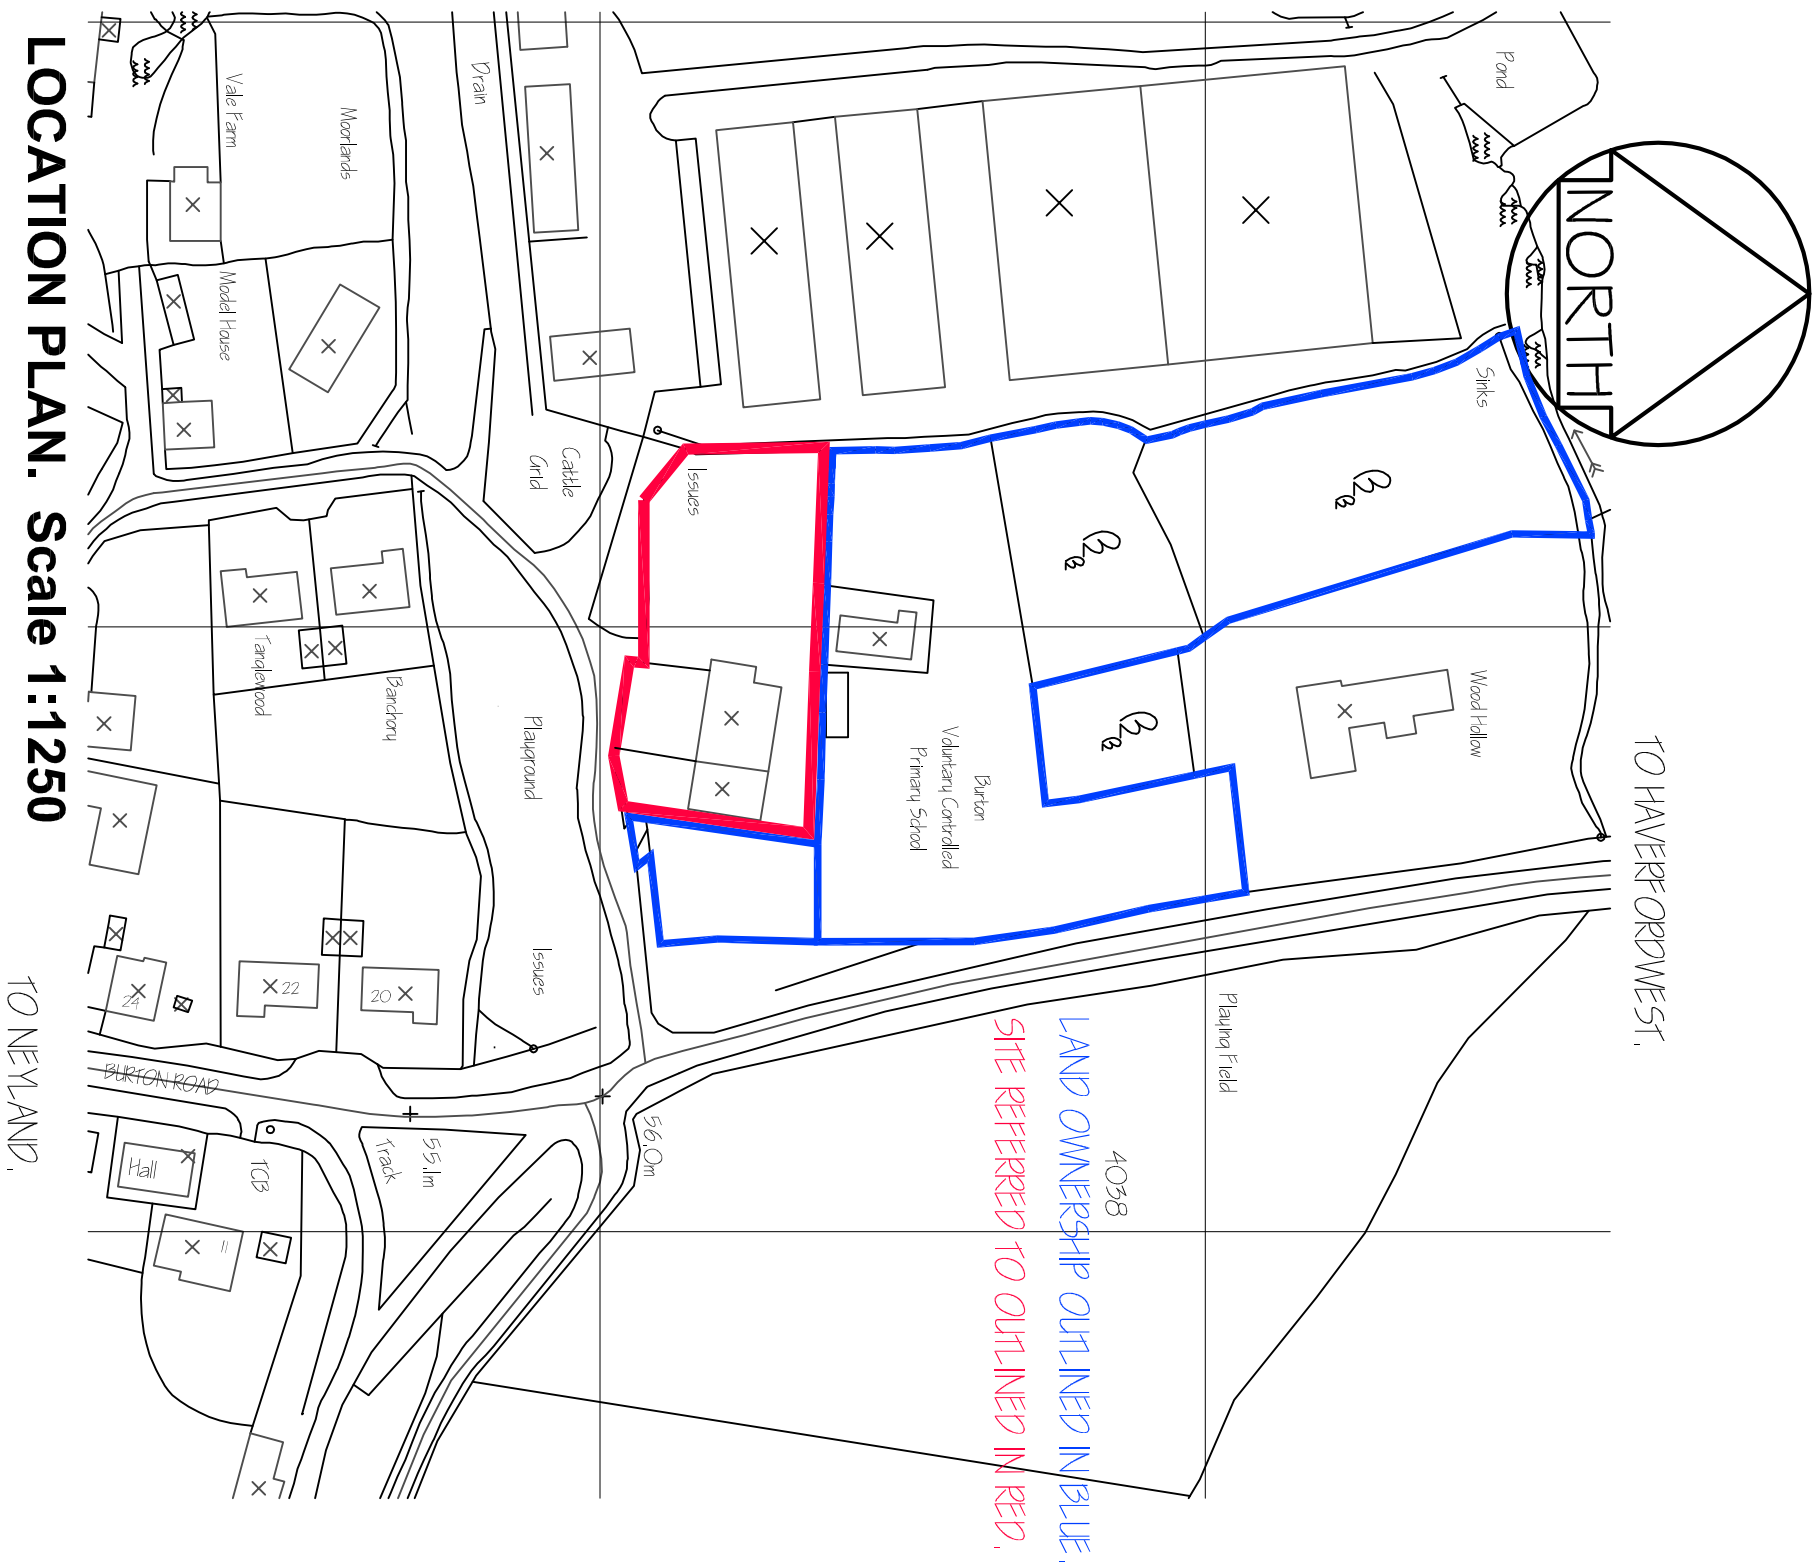 NORTH
Pond
Sinks
TO HAVERFORDWEST.
Wood Hollow
Burton
Voluntary Controlled
Primary School
Playing Field
4038
LAND OWNERSHIP OUTLINED IN BLUE.
SITE REFERRED TO OUTLINED IN RED.
Issues
Cattle
Grid
Drain
Playground
Issues
56.0m
55.1m
Track
Moorlands
Vale Farm
Model House
Banchory
Tanglewood
20
22
24
BURTON ROAD
TCB
Hall
11
LOCATION PLAN. Scale 1:1250
TO NEYLAND.